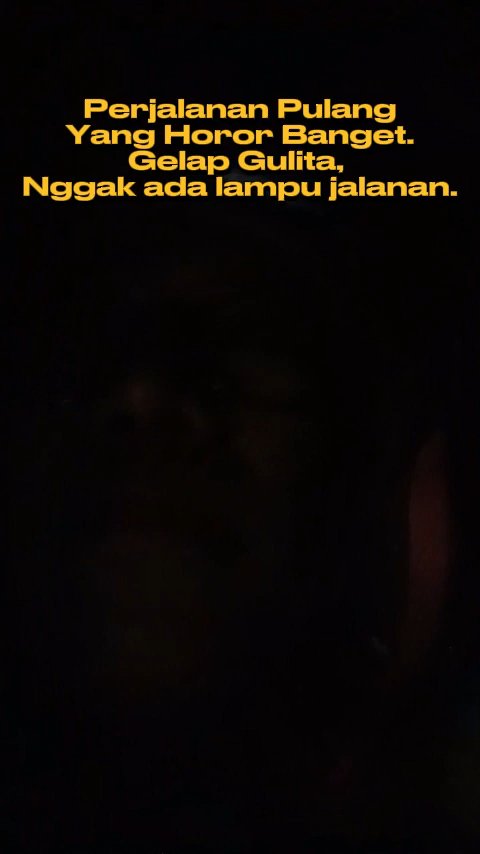 Perjalanan Pulang
Yang Horor Banget.
Gelap Gulita,
Nggak ada lampu jalanan.